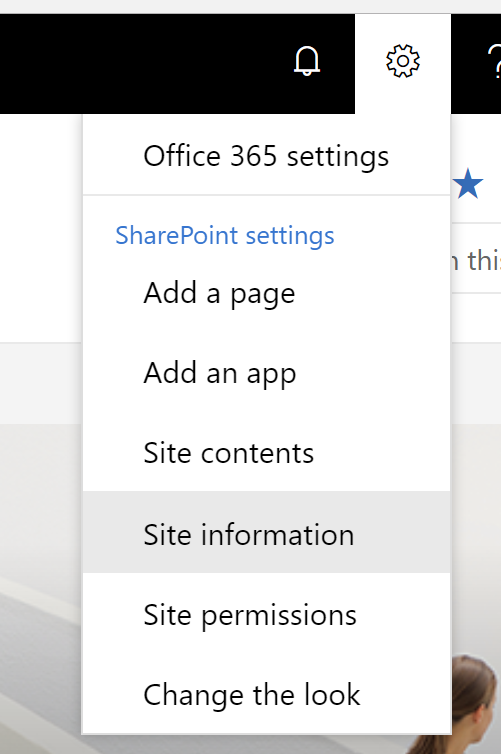 Office 365 settings
SharePoint settings
Add a page
Add an app
Site contents
Site information
Site permissions
Change the look